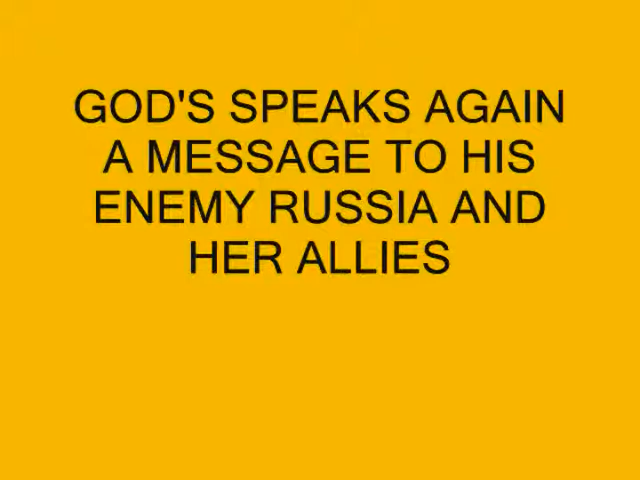 GOD'S SPEAKS AGAIN
A MESSAGE TO HIS
ENEMY RUSSIA AND
HER ALLIES